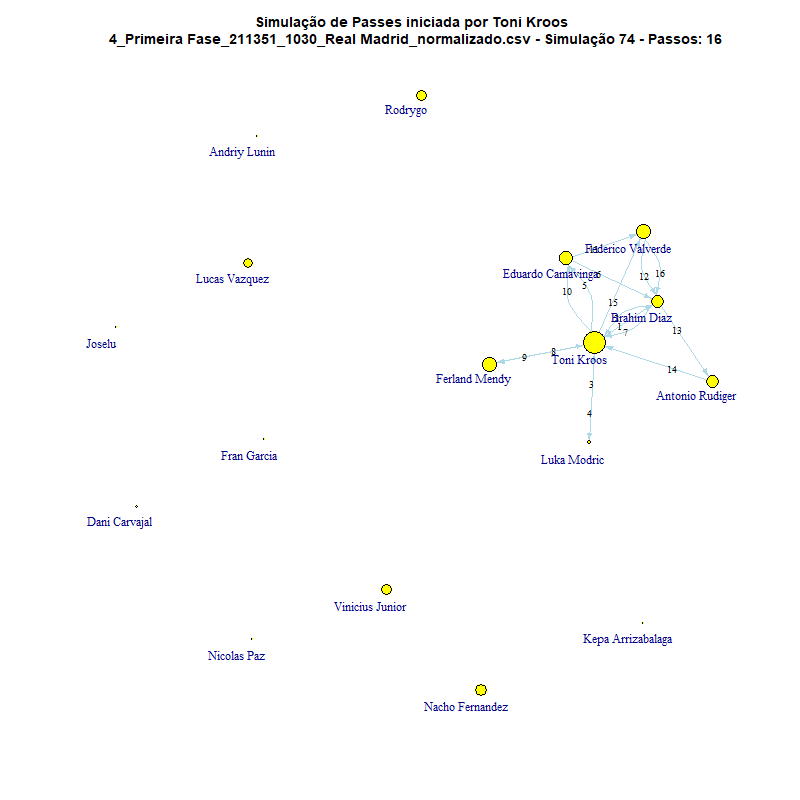 Simulação de Passes iniciada por Toni Kroos
4_Primeira Fase_211351_1030_Real Madrid_normalizado.csv - Simulação 74 - Passos: 16
Rodrygo
Andriy Lunin
Federico Valverde
Eduardo Camavinga
6
12
16
Lucas Vazquez
5
10
15
Brahim Diaz
1
7
13
Joselu
Toni Kroos
9
8
14
Ferland Mendy
3
Antonio Rudiger
4
Fran Garcia
Luka Modric
Dani Carvajal
Vinicius Junior
Kepa Arrizabalaga
Nicolas Paz
Nacho Fernandez